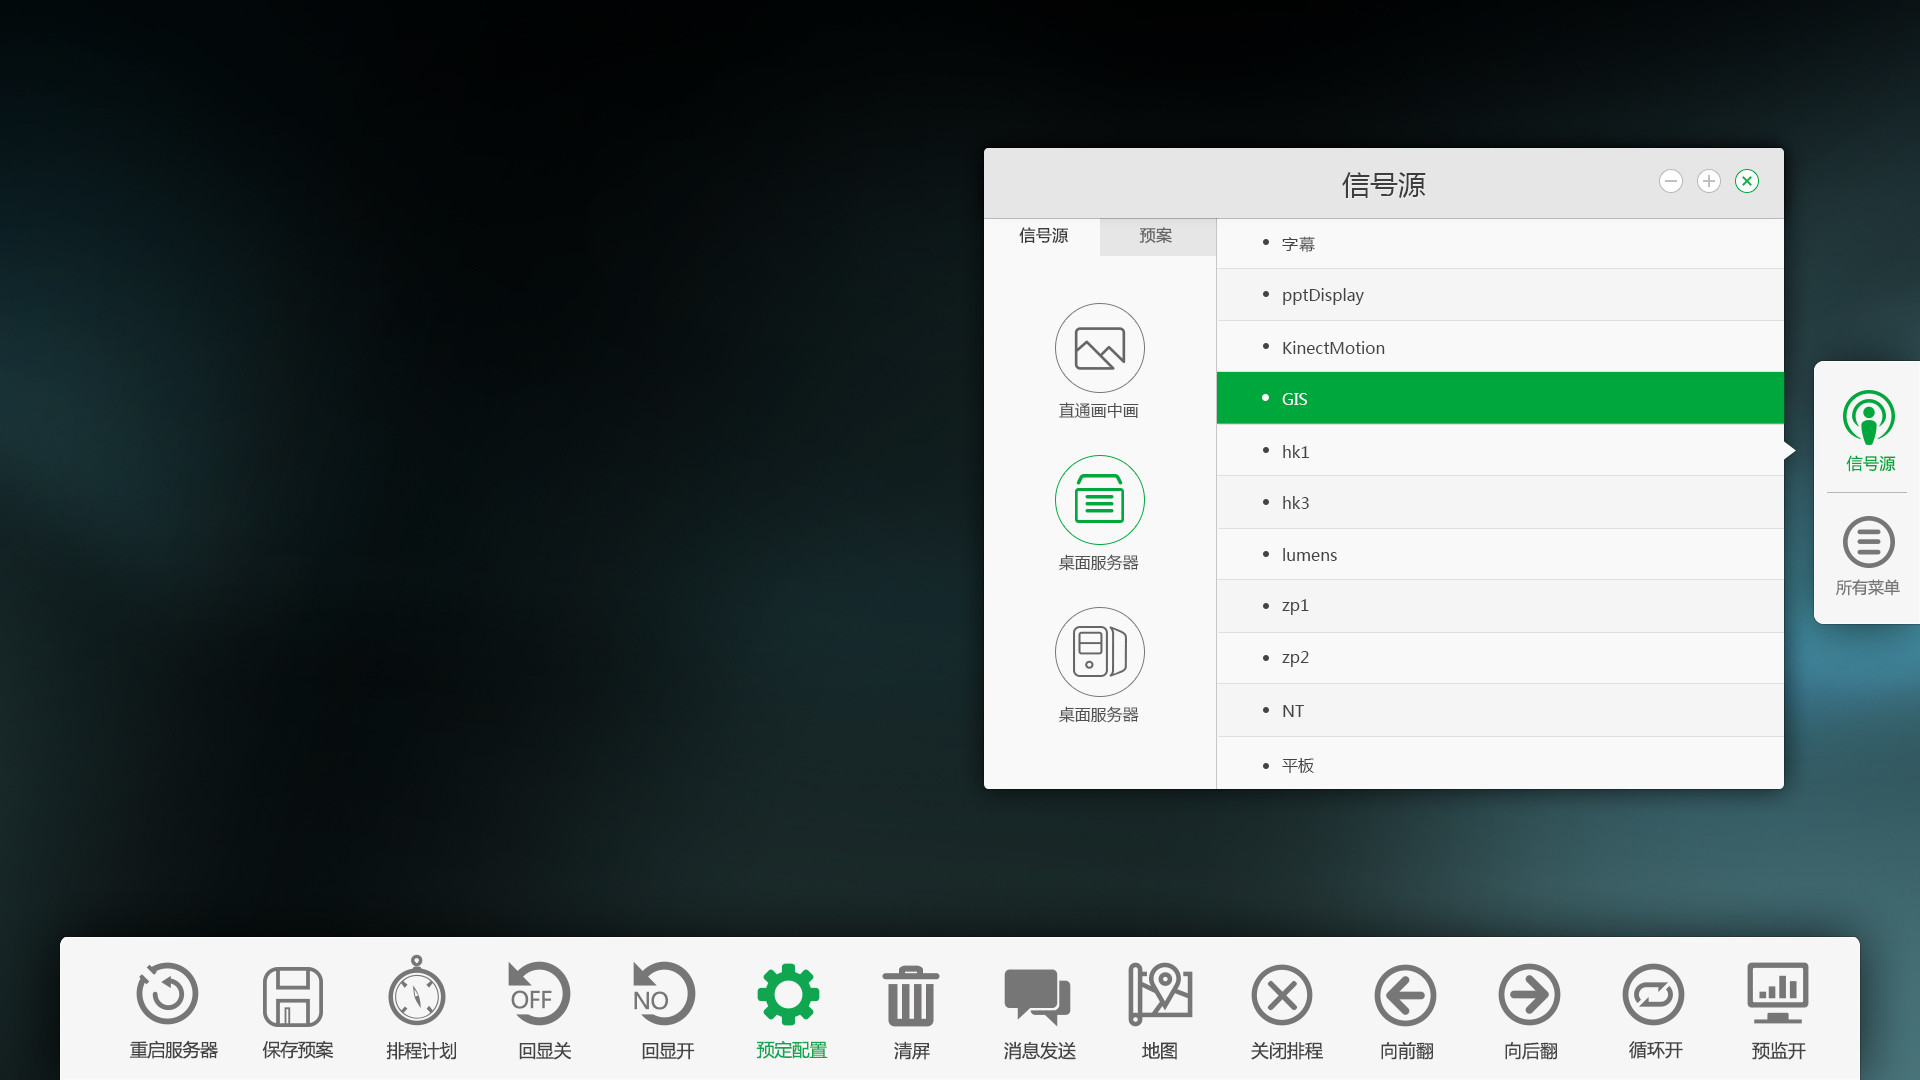 信号源
信号源
预案
直通画中画
桌面服务器
桌面服务器
字幕
pptDisplay
KinectMotion
GIS
hk1
hk3
lumens
zp1
zp2
NT
平板
信号源
所有菜单
OFF
NO
重启服务器
保存预案
排程计划
回显关
回显开
预定配置
清屏
消息发送
地图
关闭排程
向前翻
向后翻
循环开
预监开